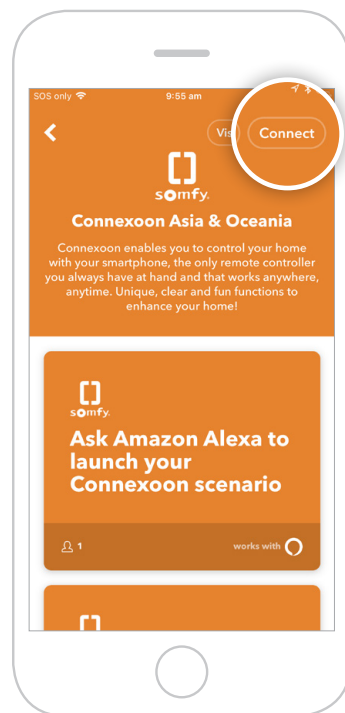 SOS only
9:55 am
Vis
Connect
somfy.
Connexoon Asia & Oceania
Connexoon enables you to control your home
with your smartphone, the only remote controller
you always have at hand and that works anywhere,
anytime. Unique, clear and fun functions to
enhance your home!
somfy.
Ask Amazon Alexa to
launch your
Connexoon scenario
1
works with